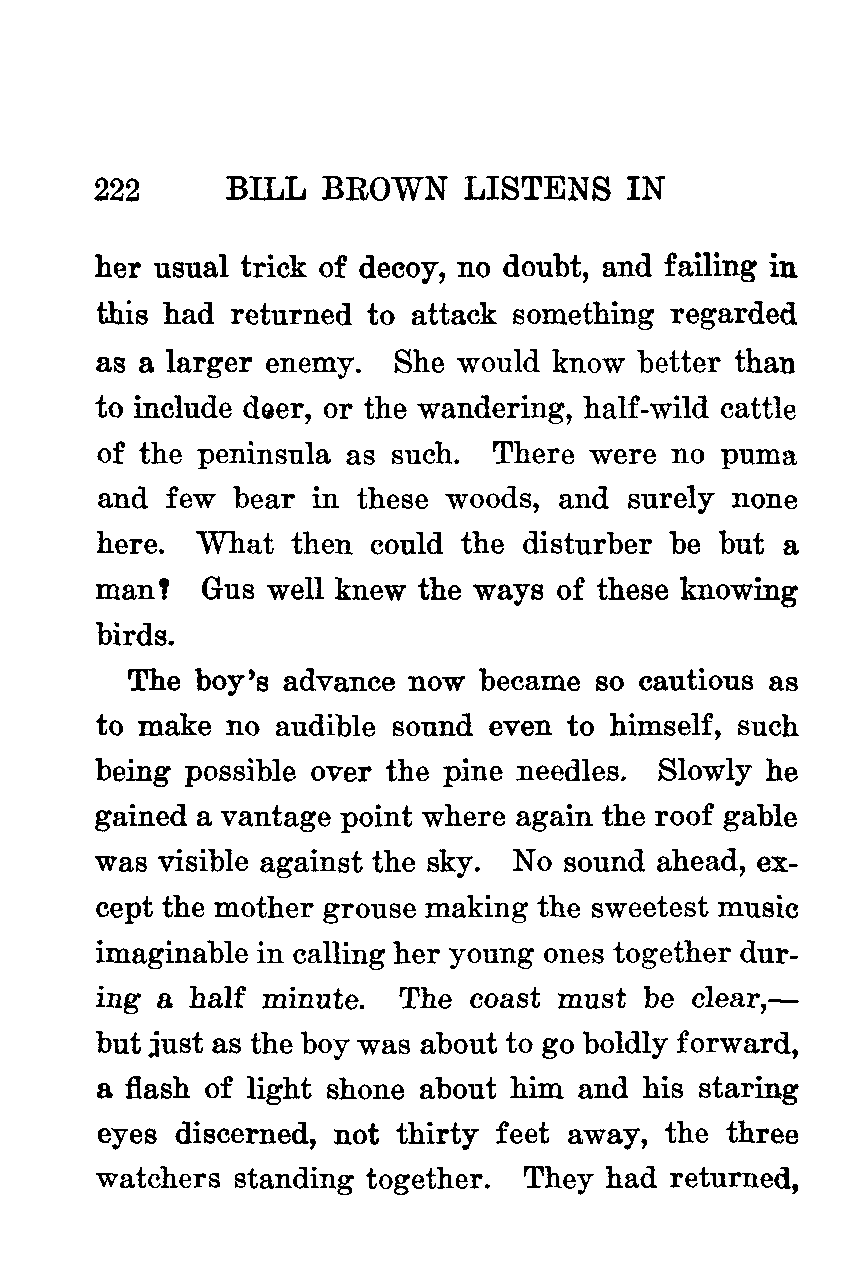 222 BILL BROWN LISTENS IN
her usual trick of decoy, no doubt, and failing in
this had returned to attack something regarded
as a larger enemy. She would know better than
to include deer, or the wandering, half-wild cattle
of the peninsula as such. There were no puma
and few bear in these woods, and surely none
here. What then could the disturber be but a
man? Gus well knew the ways of these knowing
birds.
The boy's advance now became so cautious as
to make no audible sound even to himself, such
being possible over the pine needles. Slowly he
gained a vantage point where again the roof gable
was visible against the sky. No sound ahead, ex-
cept the mother grouse making the sweetest music
imaginable in calling her young ones together dur-
ing a half minute. The coast must be clear,—
but just as the boy was about to go boldly forward,
a flash of light shone about him and his staring
eyes discerned, not thirty feet away, the three
watchers standing together. They had returned,